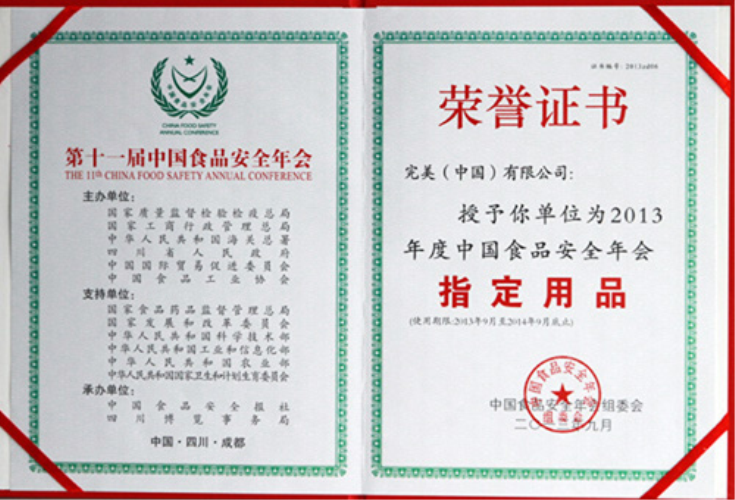 CHINA FOOD SAFETY
ANNUAL CONFERENCE
第十一届中国食品安全年会
THE 11th CHINA FOOD SAFETY ANNUAL CONFERENCE
主办单位：
国家质量监督检验检疫总局
国家工商行政管理总局
中华人民共和国海关总署
四川省人民政府
中国国际贸易促进委员会
中国食品工业协会
支持单位：
国家食品药品监督管理总局
国家发展和改革委员会
中华人民共和国科学技术部
中华人民共和国工业和信息化部
中华人民共和国农业部
中华人民共和国国家卫生和计划生育委员会
承办单位：
中国食品安全报社
四川博览事务局
中国·四川·成都
荣誉证书
完美（中国）有限公司：
授予你单位为2013
年度中国食品安全年会
指定用品
(使用期限:2013年9月至2014年9月底止)
中国食品安全年会组委会
二〇一三年九月